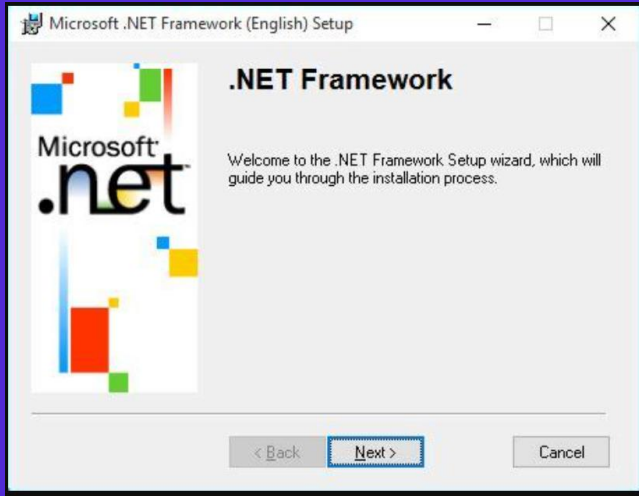 Microsoft .NET Framework (English) Setup
.NET Framework
Microsoft
.net
Welcome to the .NET Framework Setup wizard, which will
guide you through the installation process.
< Back
Next >
Cancel